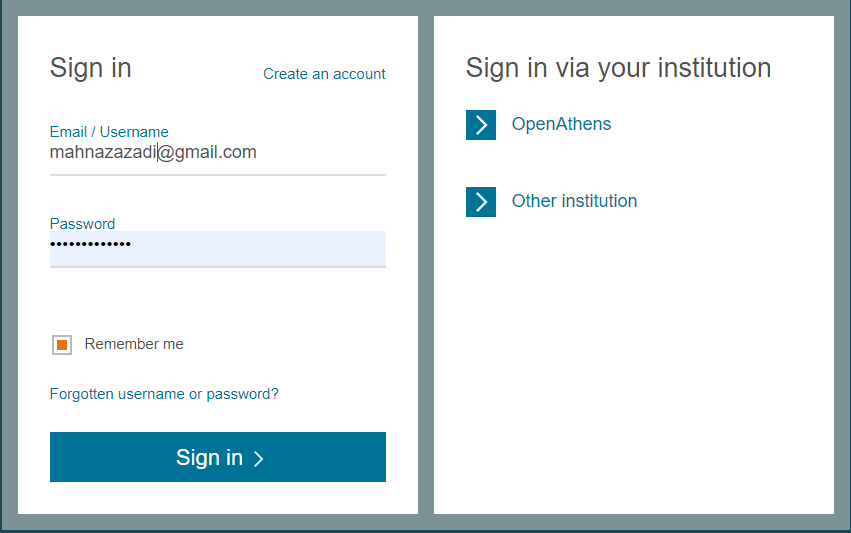 Sign in
Create an account
Email / Username
mahnazazadi@gmail.com
Password
•••••••••••••
Remember me
Forgotten username or password?
Sign in
Sign in via your institution
OpenAthens
Other institution